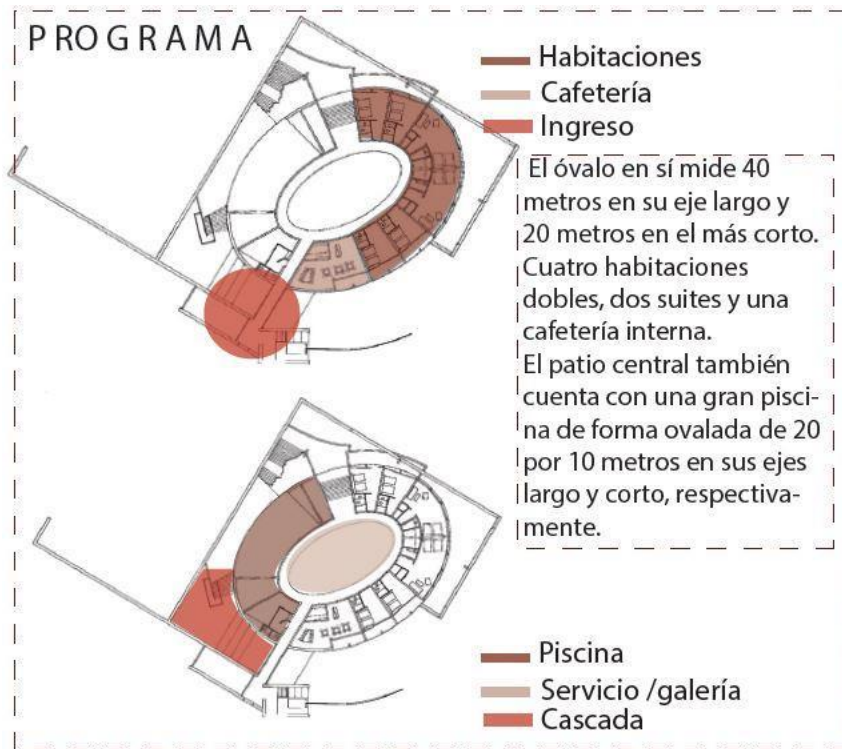 PROGRAMA
Habitaciones
Cafetería
Ingreso
El óvalo en sí mide 40
metros en su eje largo y
20 metros en el más corto.
Cuatro habitaciones
dobles, dos suites y una
cafetería interna.
El patio central también
cuenta con una gran pisci-
na de forma ovalada de 20
por 10 metros en sus ejes
largo y corto, respectiva-
mente.
Piscina
Servicio /galería
Cascada